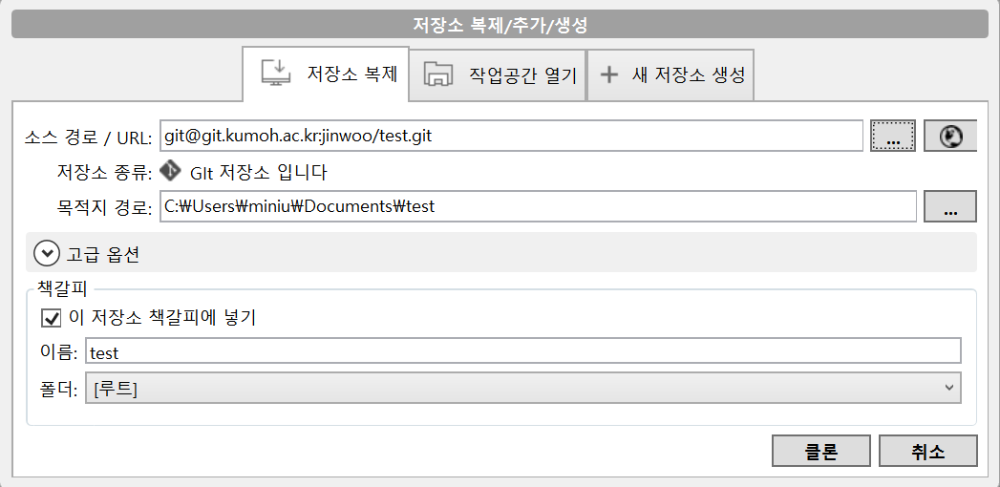 저장소 복제/추가/생성
저장소 복제 작업공간 열기 새 저장소 생성
소스 경로 / URL: git@git.kumoh.ac.kr:jinwoo/test.git ...
저장소 종류: GIt 저장소 입니다
목적지 경로: C:₩Users₩miniu₩Documents₩test ...
고급 옵션
책갈피
이 저장소 책갈피에 넣기
이름: test
폴더: [루트]
클론 취소